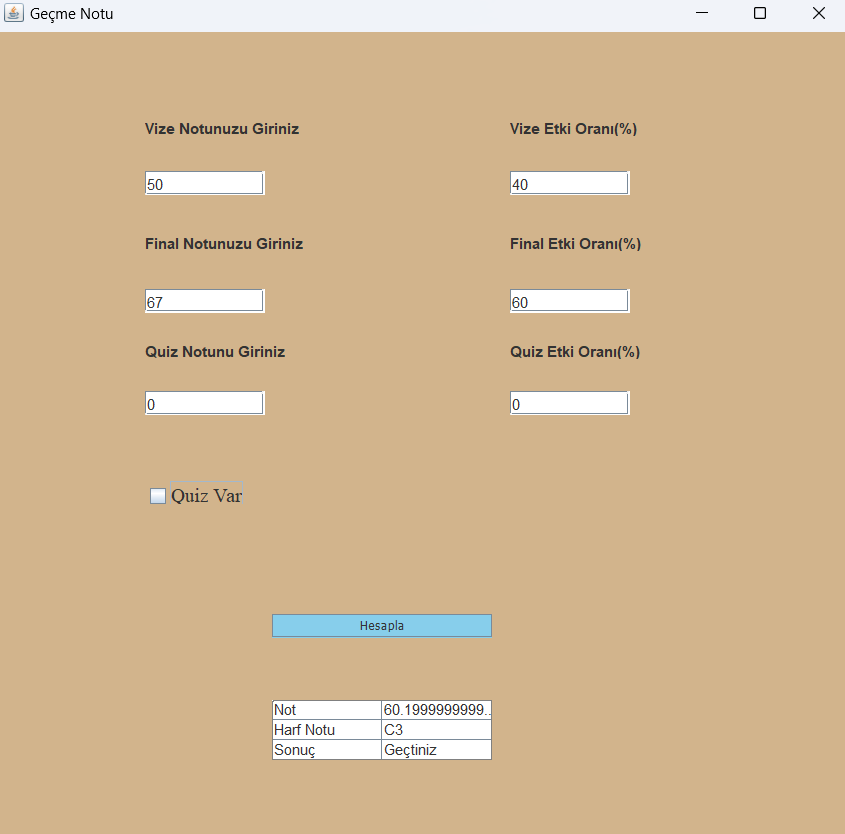 Geçme Notu
Vize Notunuzu Giriniz Vize Etki Oranı(%)
50 40
Final Notunuzu Giriniz Final Etki Oranı(%)
67 60
Quiz Notunu Giriniz Quiz Etki Oranı(%)
0 0
Quiz Var
Hesapla
Not 60.1999999999..
Harf Notu C3
Sonuç Geçtiniz